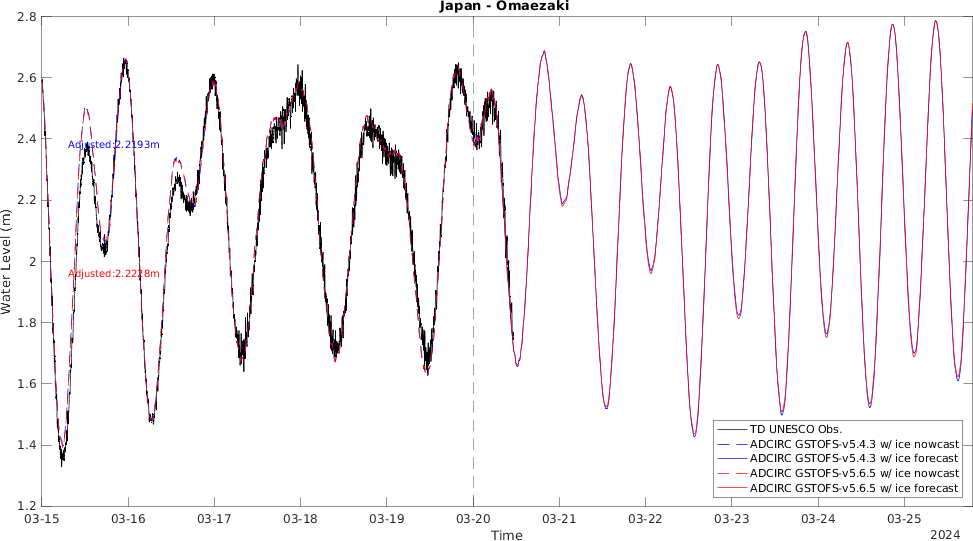 Japan - Omaezaki
2.8
2.6
2.4
2.2
2
1.8
1.6
1.4
1.2
Water Level (m)
Adjusted:2.2193m
Adjusted:2.2228m
TD UNESCO Obs.
ADCIRC GSTOFS-v5.4.3 w/ ice nowcast
ADCIRC GSTOFS-v5.4.3 w/ ice forecast
ADCIRC GSTOFS-v5.6.5 w/ ice nowcast
ADCIRC GSTOFS-v5.6.5 w/ ice forecast
03-15 03-16 03-17 03-18 03-19 03-20 03-21 03-22 03-23 03-24 03-25
Time
2024